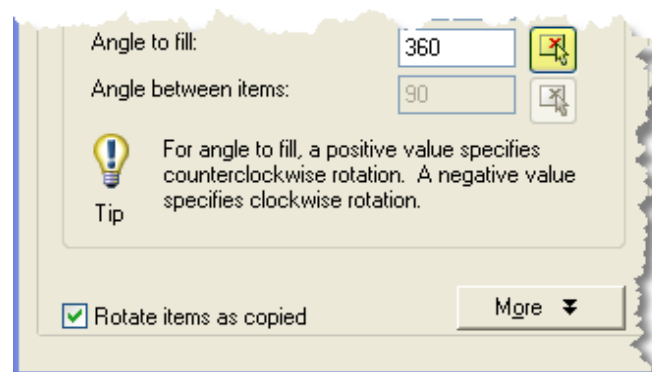 Angle to fill: 360
Angle between items: 90
For angle to fill, a positive value specifies
counterclockwise rotation.  A negative value
specifies clockwise rotation.
Tip
Rotate items as copied
More